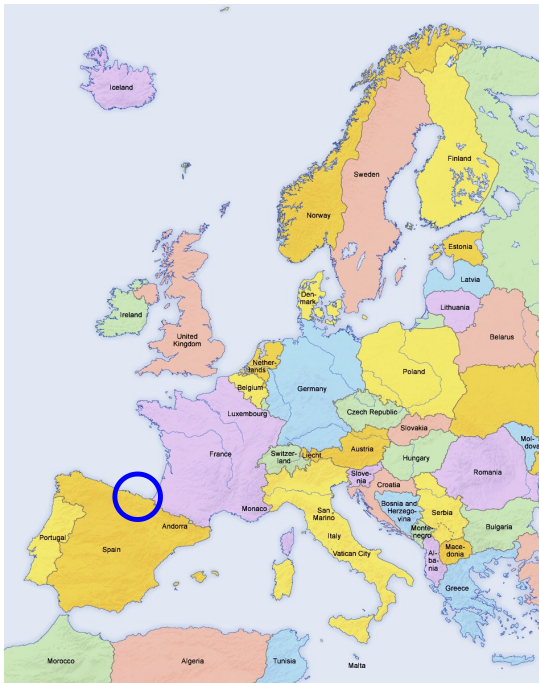 Iceland
Finland
Sweden
Norway
Estonia
Latvia
Den-
mark
Lithuania
Ireland
United
Kingdom
Belarus
Nether-
lands
Poland
Belgium
Germany
Luxembourg
Czech Republic
Slovakia
Mol-
dova
France
Switzer-
land
Liecht.
Austria
Hungary
Slove-
nia
Romania
Croatia
Monaco
San
Marino
Bosnia and
Herzego-
vina
Serbia
Andorra
Monte-
negro
Bulgaria
Portugal
Spain
Italy
Vatican City
Al-
ba-
nia
Mace-
donia
Greece
Morocco
Algeria
Tunisia
Malta